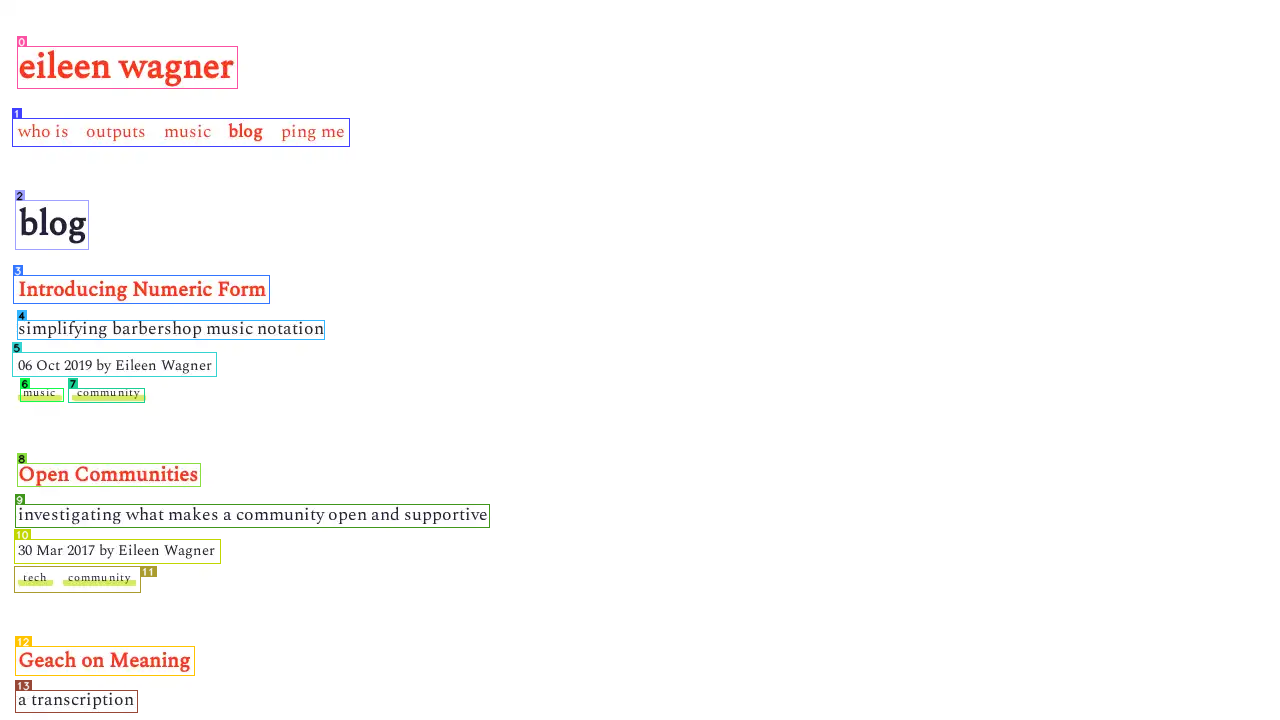 eileen wagner
who is outputs music blog ping me
blog
Introducing Numeric Form
simplifying barbershop music notation
06 Oct 2019 by Eileen Wagner
music community
Open Communities
investigating what makes a community open and supportive
30 Mar 2017 by Eileen Wagner
tech community
Geach on Meaning
a transcription
0
1
2
3
4
5
6
7
8
9
10
11
12
13